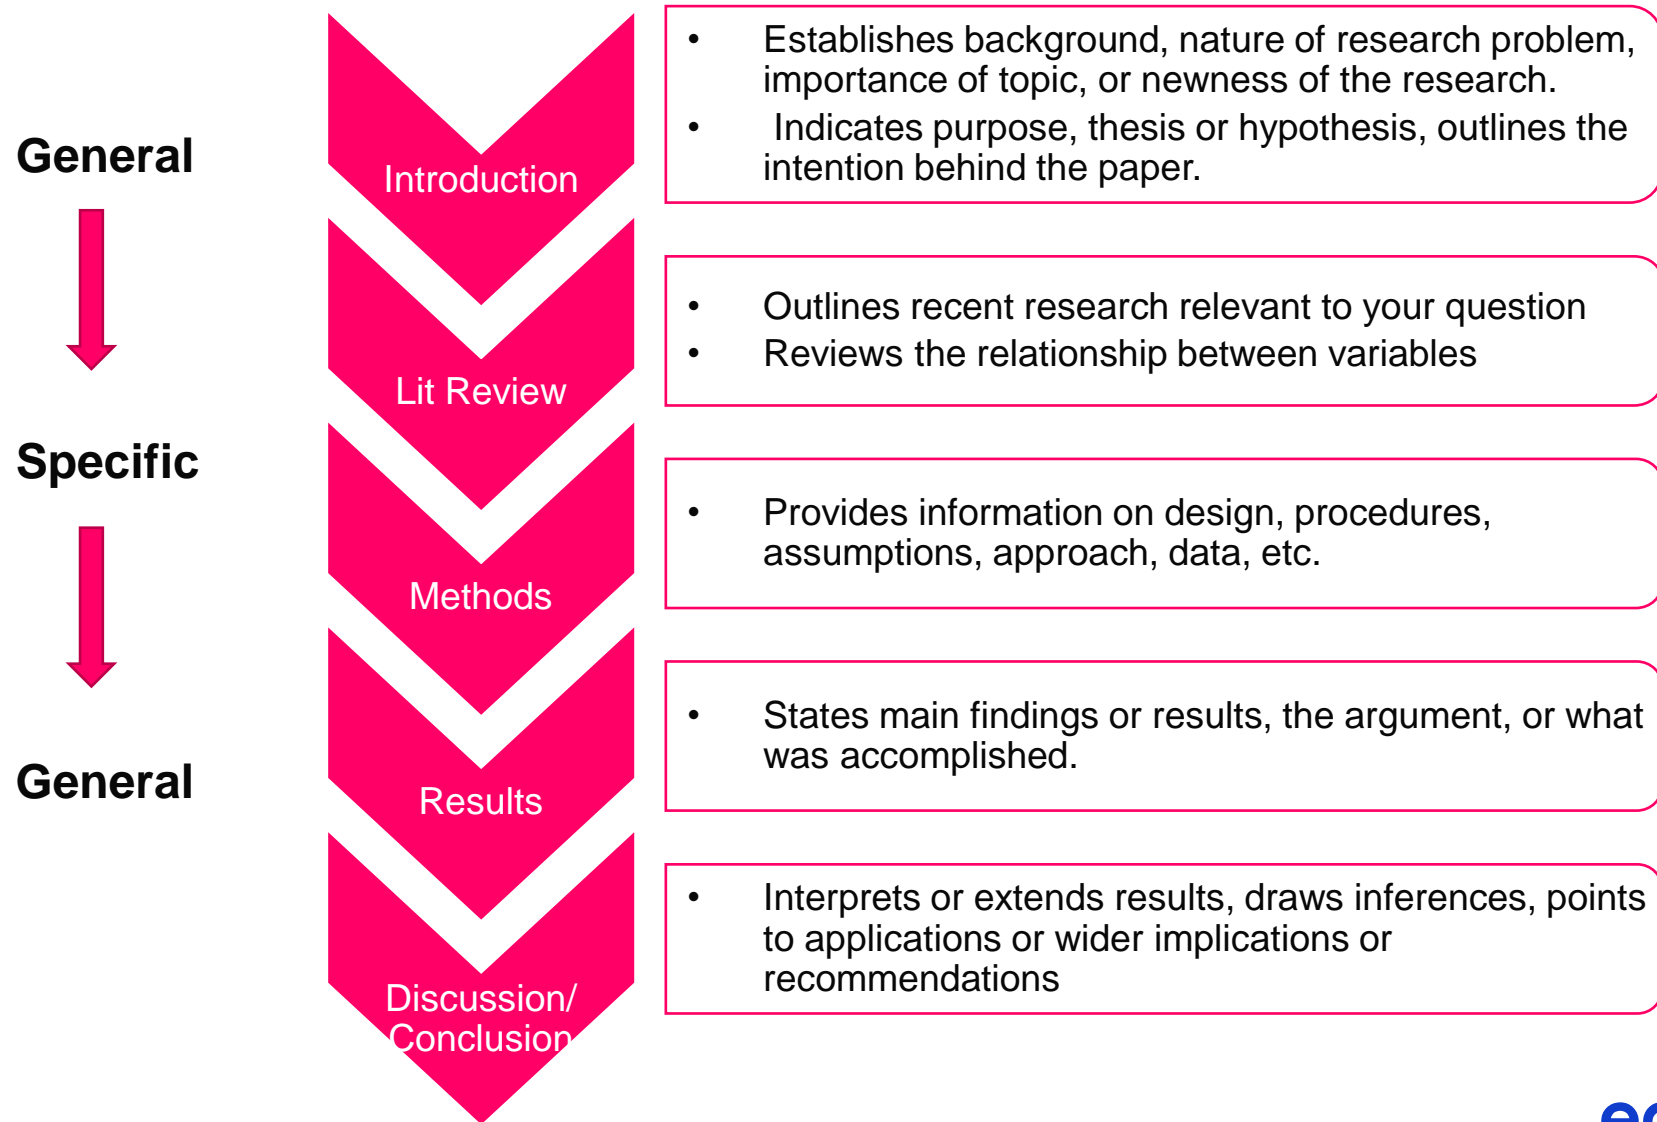 General
Specific
General
Introduction
• Establishes background, nature of research problem,
importance of topic, or newness of the research.
• Indicates purpose, thesis or hypothesis, outlines the
intention behind the paper.
Lit Review
• Outlines recent research relevant to your question
• Reviews the relationship between variables
Methods
• Provides information on design, procedures,
assumptions, approach, data, etc.
Results
• States main findings or results, the argument, or what
was accomplished.
Discussion/
Conclusion
• Interprets or extends results, draws inferences, points
to applications or wider implications or
recommendations